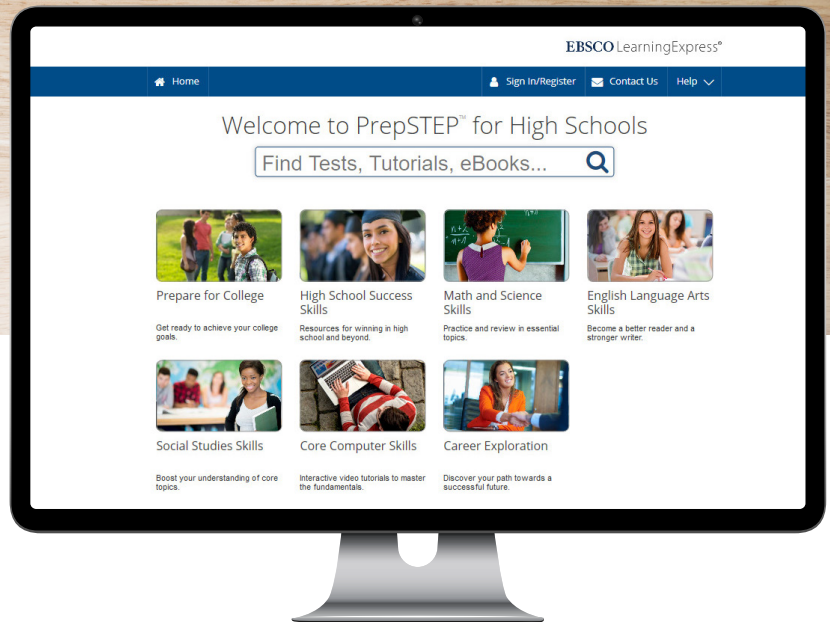 EBSCO LearningExpress®
Home
Sign In/Register
Contact Us
Help
Welcome to PrepSTEP™ for High Schools
Find Tests, Tutorials, eBooks...
Prepare for College
Get ready to achieve your college
goals.
High School Success
Skills
Resources for winning in high
school and beyond.
Math and Science
Skills
Practice and review in essential
topics.
English Language Arts
Skills
Become a better reader and a
stronger writer.
Social Studies Skills
Boost your understanding of core
topics.
Core Computer Skills
Interactive video tutorials to master
the fundamentals.
Career Exploration
Discover your path towards a
successful future.